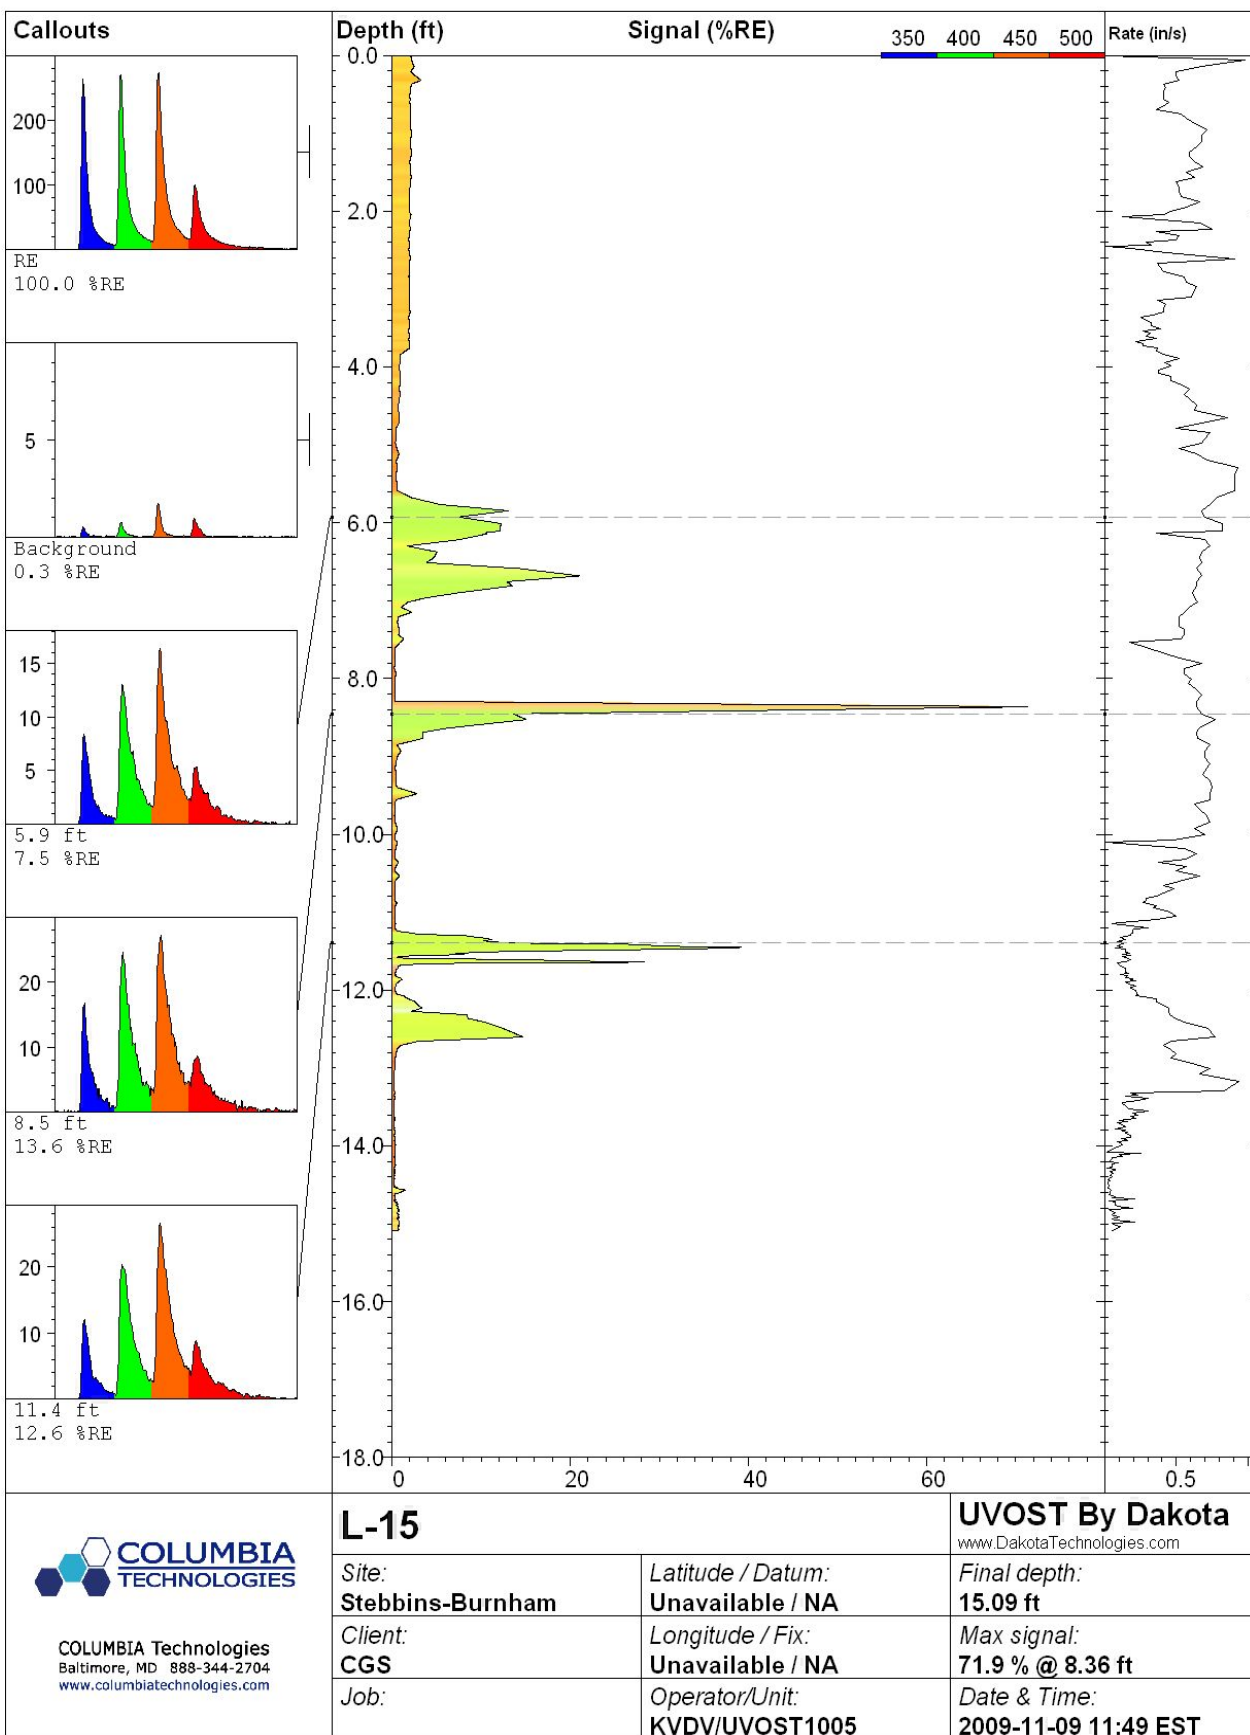 Callouts
Depth (ft)
Signal (%RE)
350 400 450 500
Rate (in/s)
200
100
RE
100.0 %RE
5
Background
0.3 %RE
15
10
5
5.9 ft
7.5 %RE
20
10
8.5 ft
13.6 %RE
20
10
11.4 ft
12.6 %RE
0.0
2.0
4.0
6.0
8.0
10.0
12.0
14.0
16.0
18.0
0 20 40 60
0.5
COLUMBIA
TECHNOLOGIES
COLUMBIA Technologies
Baltimore, MD 888-344-2704
www.columbiatechnologies.com
L-15
UVOST By Dakota
www.DakotaTechnologies.com
Site:
Stebbins-Burnham
Latitude / Datum:
Unavailable / NA
Final depth:
15.09 ft
Client:
CGS
Longitude / Fix:
Unavailable / NA
Max signal:
71.9 % @ 8.36 ft
Job:
Operator/Unit:
KVDV/UVOST1005
Date & Time:
2009-11-09 11:49 EST